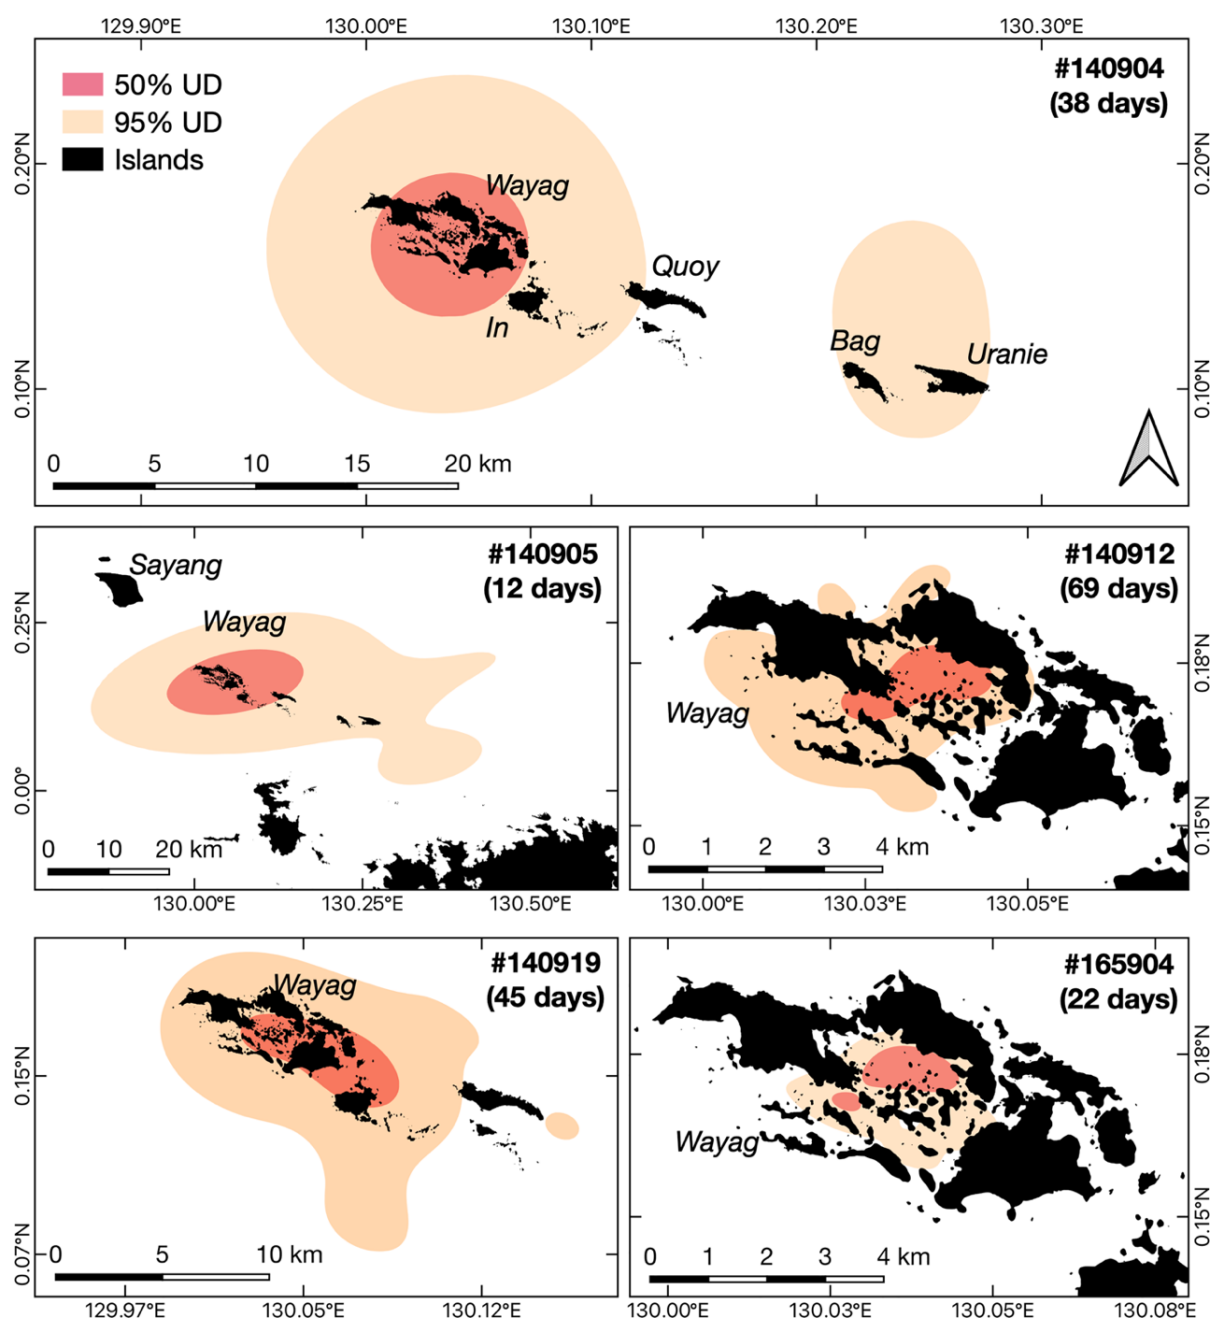 129.90°E 130.00°E 130.10°E 130.20°E 130.30°E
50% UD
95% UD
Islands
#140904
(38 days)
0.20°N
0.20°N
Wayag
Quoy
In
Bag
Uranie
0.10°N
0.10°N
0 5 10 15 20 km
Sayang
#140905
(12 days)
Wayag
0.25°N
0.00°
0 10 20 km
130.00°E 130.25°E 130.50°E
#140912
(69 days)
0.18°N
Wayag
0.15°N
0 1 2 3 4 km
130.00°E 130.03°E 130.05°E
#140919
(45 days)
Wayag
0.15°N
0.07°N
0 5 10 km
129.97°E 130.05°E 130.12°E
#165904
(22 days)
0.18°N
Wayag
0.15°N
0 1 2 3 4 km
130.00°E 130.03°E 130.05°E 130.08°E